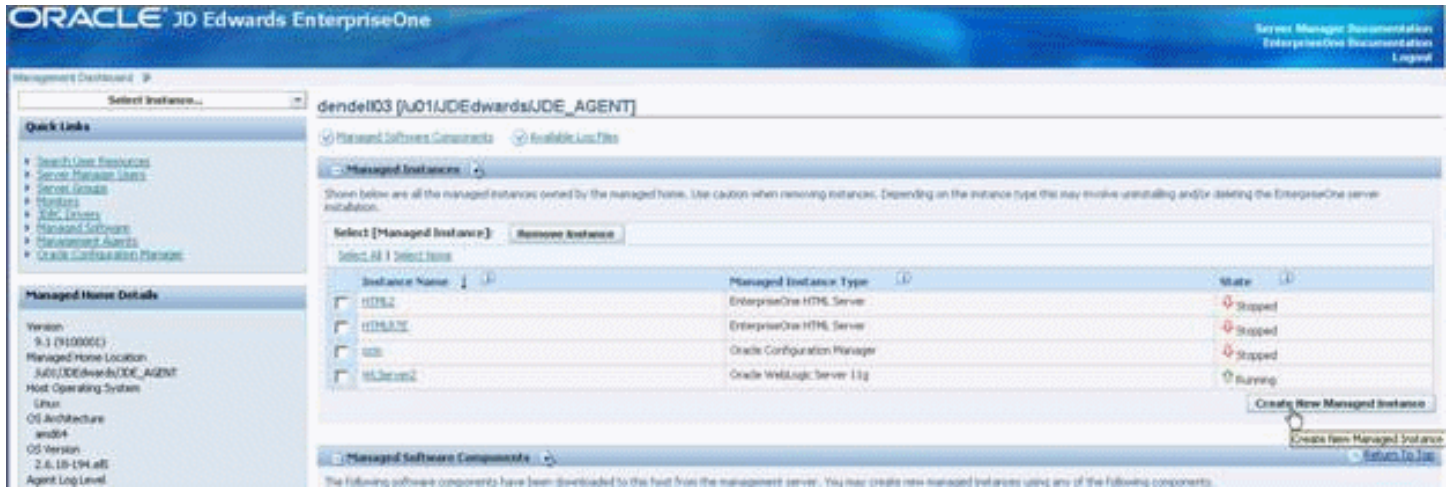 ORACLE JD Edwards EnterpriseOne
Server Manager Documentation
EnterpriseOne Documentation
Logout
Management Dashboard
Select Instance...
Quick Links
Search User Resources
Server Manager Users
Server Groups
Monitors
JDBC Drivers
Managed Software
Management Agents
Oracle Configuration Manager
Managed Home Details
Version
9.1 (9100001)
Managed Home Location
/u01/JDEdwards/JDE_AGENT
Host Operating System
Linux
OS Architecture
amd64
OS Version
2.6.18-194.el5
Agent Log Level
dendell03 [/u01/JDEdwards/JDE_AGENT]
Managed Software Components
Available Log Files
Managed Instances
Shown below are all the managed instances owned by the managed home. Use caution when removing instances. Depending on the instance type this may involve uninstalling and/or deleting the EnterpriseOne server
installation.
Select [Managed Instance]: Remove Instance
Select All | Select None
Instance Name Managed Instance Type State
HTML2 EnterpriseOne HTML Server Stopped
EnterpriseOne HTML Server Stopped
ocm Oracle Configuration Manager Stopped
WLServer2 Oracle WebLogic Server 11g Running
Create New Managed Instance
Create New Managed Instance
Managed Software Components
Return To Top
The following software components have been downloaded to this host from the management server. You may create new managed instances using any of the following components.